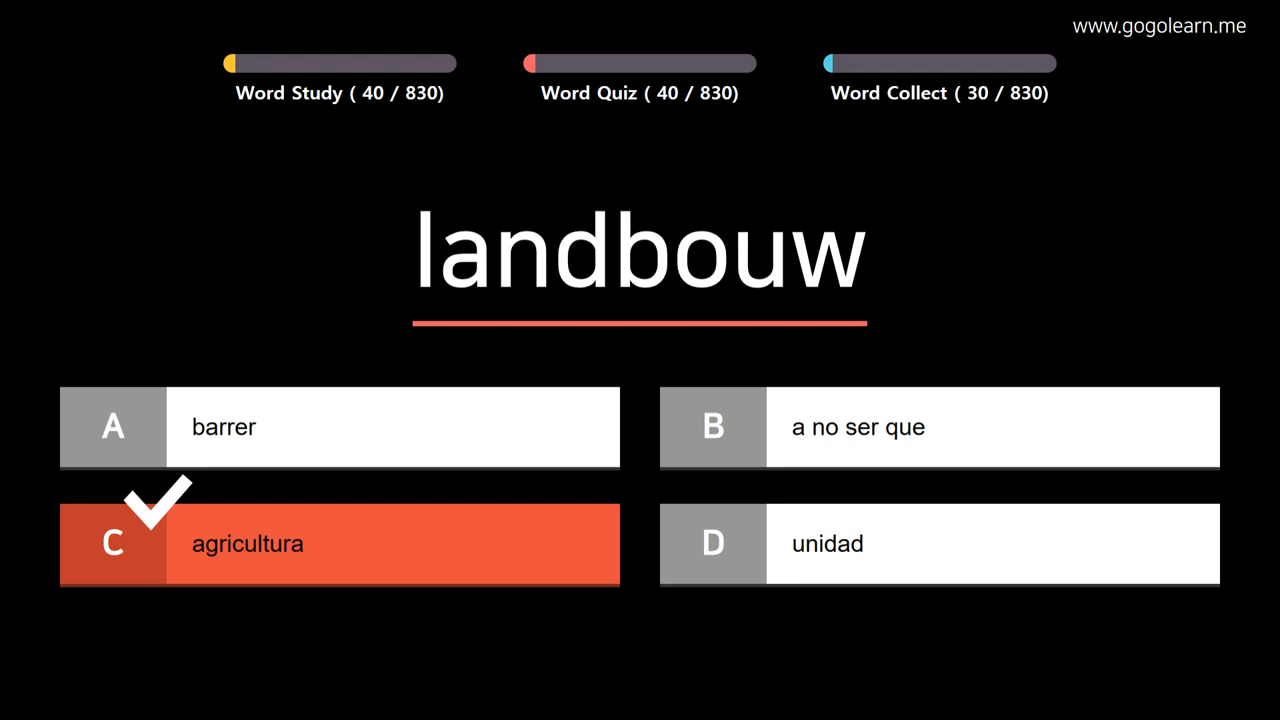 www.gogolearn.me
Word Study ( 40 / 830)
Word Quiz ( 40 / 830)
Word Collect ( 30 / 830)
landbouw
A
barrer
B
a no ser que
C
agricultura
D
unidad